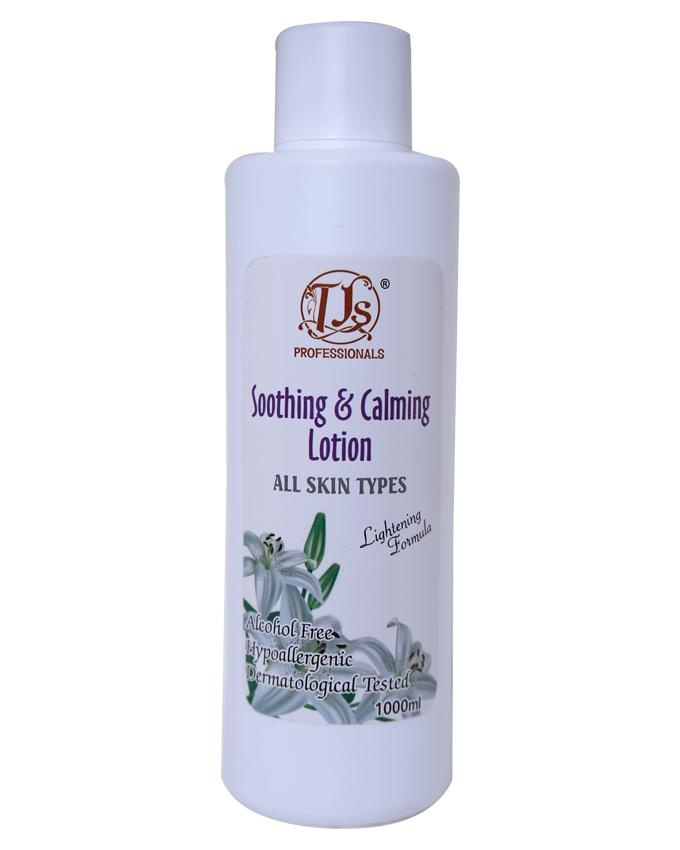 TJs ®
PROFESSIONALS
Soothing & Calming
Lotion
ALL SKIN TYPES
Lightening
Formula
Alcohol Free
Hypoallergenic
Dermatological Tested
1000ml